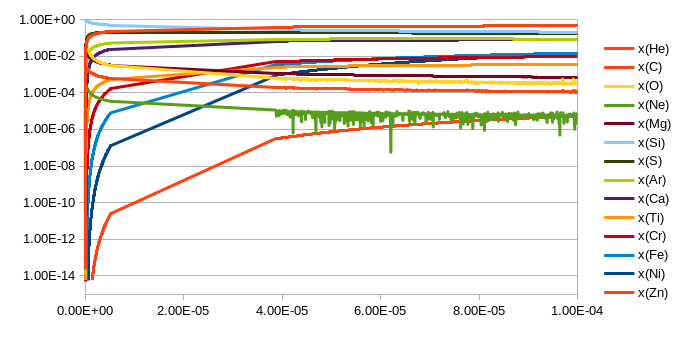 1.00E+00
1.00E-02
1.00E-04
1.00E-06
1.00E-08
1.00E-10
1.00E-12
1.00E-14
0.00E+00 2.00E-05 4.00E-05 6.00E-05 8.00E-05 1.00E-04
x(He)
x(C)
x(O)
x(Ne)
x(Mg)
x(Si)
x(S)
x(Ar)
x(Ca)
x(Ti)
x(Cr)
x(Fe)
x(Ni)
x(Zn)